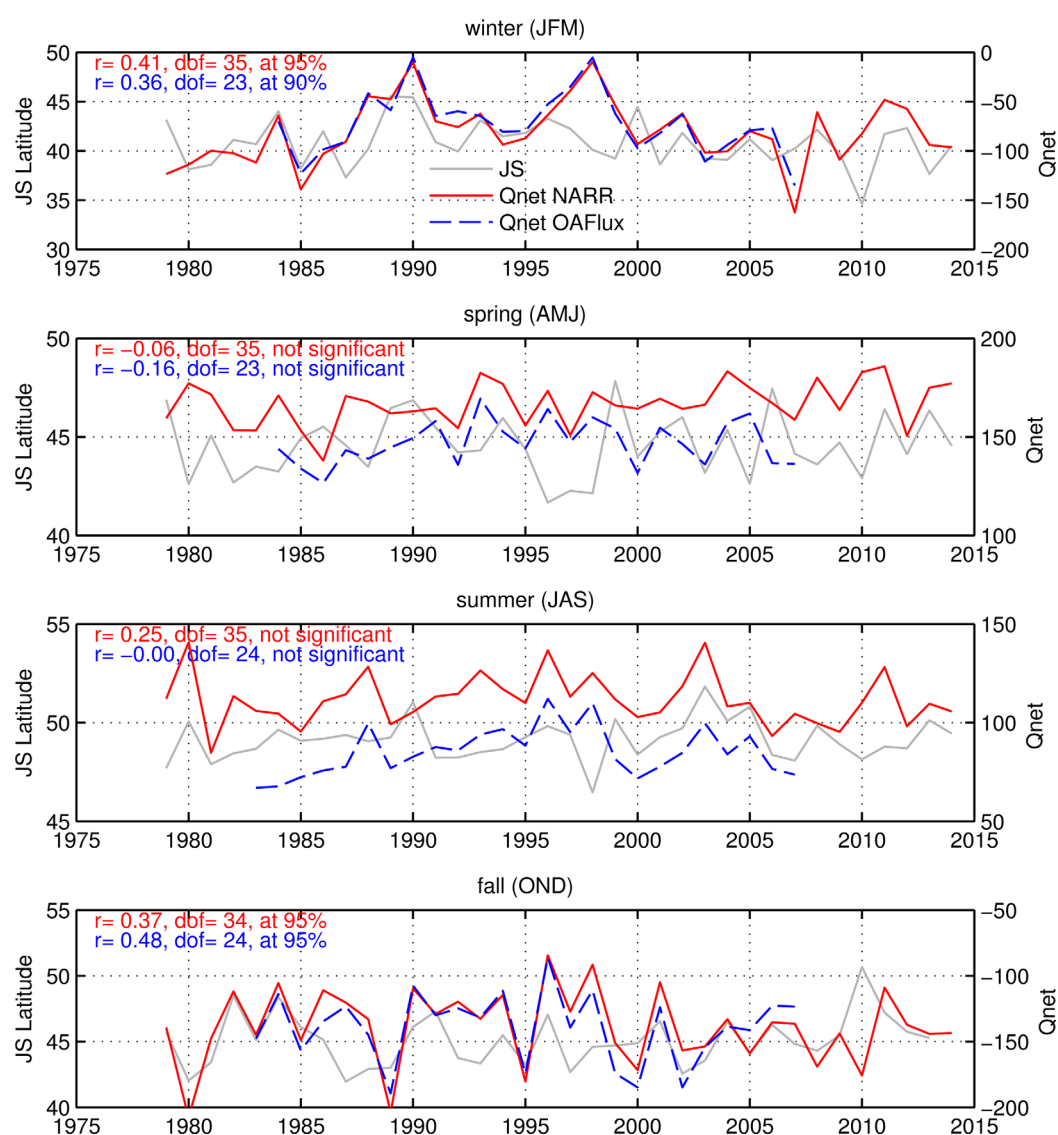 winter (JFM)
50
45
40
35
30
JS Latitude
r= 0.41, dof= 35, at 95%
r= 0.36, dof= 23, at 90%
JS
Qnet NARR
Qnet OAFlux
0
−50
−100
−150
−200
Qnet
1975 1980 1985 1990 1995 2000 2005 2010 2015
spring (AMJ)
50
45
40
JS Latitude
r= −0.06, dof= 35, not significant
r= −0.16, dof= 23, not significant
200
150
100
Qnet
1975 1980 1985 1990 1995 2000 2005 2010 2015
summer (JAS)
55
50
45
JS Latitude
r= 0.25, dof= 35, not significant
r= −0.00, dof= 24, not significant
150
100
50
Qnet
1975 1980 1985 1990 1995 2000 2005 2010 2015
fall (OND)
55
50
45
40
JS Latitude
r= 0.37, dof= 34, at 95%
r= 0.48, dof= 24, at 95%
−50
−100
−150
−200
Qnet
1975 1980 1985 1990 1995 2000 2005 2010 2015